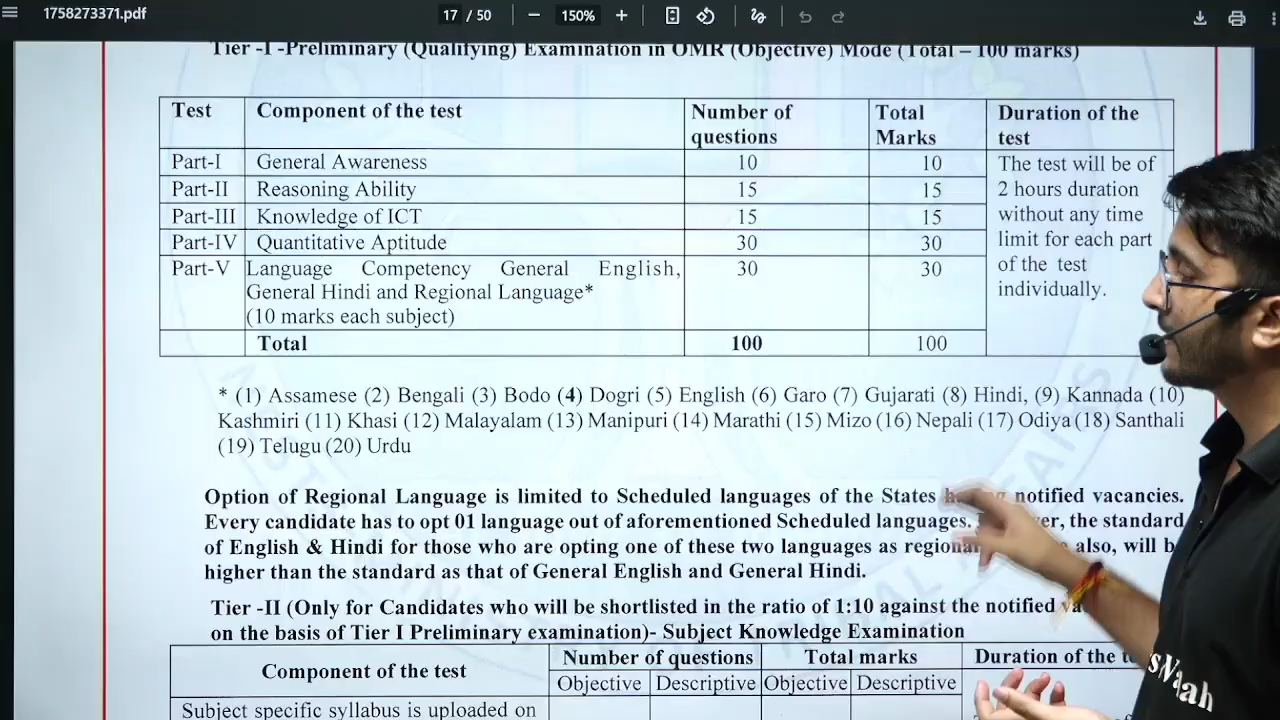 1758273371.pdf
17 / 50
150%
Tier -I -Preliminary (Qualifying) Examination in OMR (Objective) Mode (Total – 100 marks)
Test Component of the test Number of questions Total Marks Duration of the test
Part-I General Awareness 10 10 The test will be of
Part-II Reasoning Ability 15 15 2 hours duration
Part-III Knowledge of ICT 15 15 without any time
Part-IV Quantitative Aptitude 30 30 limit for each part
Part-V Language Competency General English, 30 30 of the test
General Hindi and Regional Language* individually.
(10 marks each subject)
Total 100 100
* (1) Assamese (2) Bengali (3) Bodo (4) Dogri (5) English (6) Garo (7) Gujarati (8) Hindi, (9) Kannada (10)
Kashmiri (11) Khasi (12) Malayalam (13) Manipuri (14) Marathi (15) Mizo (16) Nepali (17) Odiya (18) Santhali
(19) Telugu (20) Urdu
Option of Regional Language is limited to Scheduled languages of the States notified vacancies.
Every candidate has to opt 01 language out of aforementioned Scheduled languages. the standard
of English & Hindi for those who are opting one of these two languages as also, will
higher than the standard as that of General English and General Hindi.
Tier -II (Only for Candidates who will be shortlisted in the ratio of 1:10 against the notified
on the basis of Tier I Preliminary examination)- Subject Knowledge Examination
Component of the test Number of questions Total marks Duration of the
Objective Descriptive Objective Descriptive
Subject specific syllabus is uploaded on